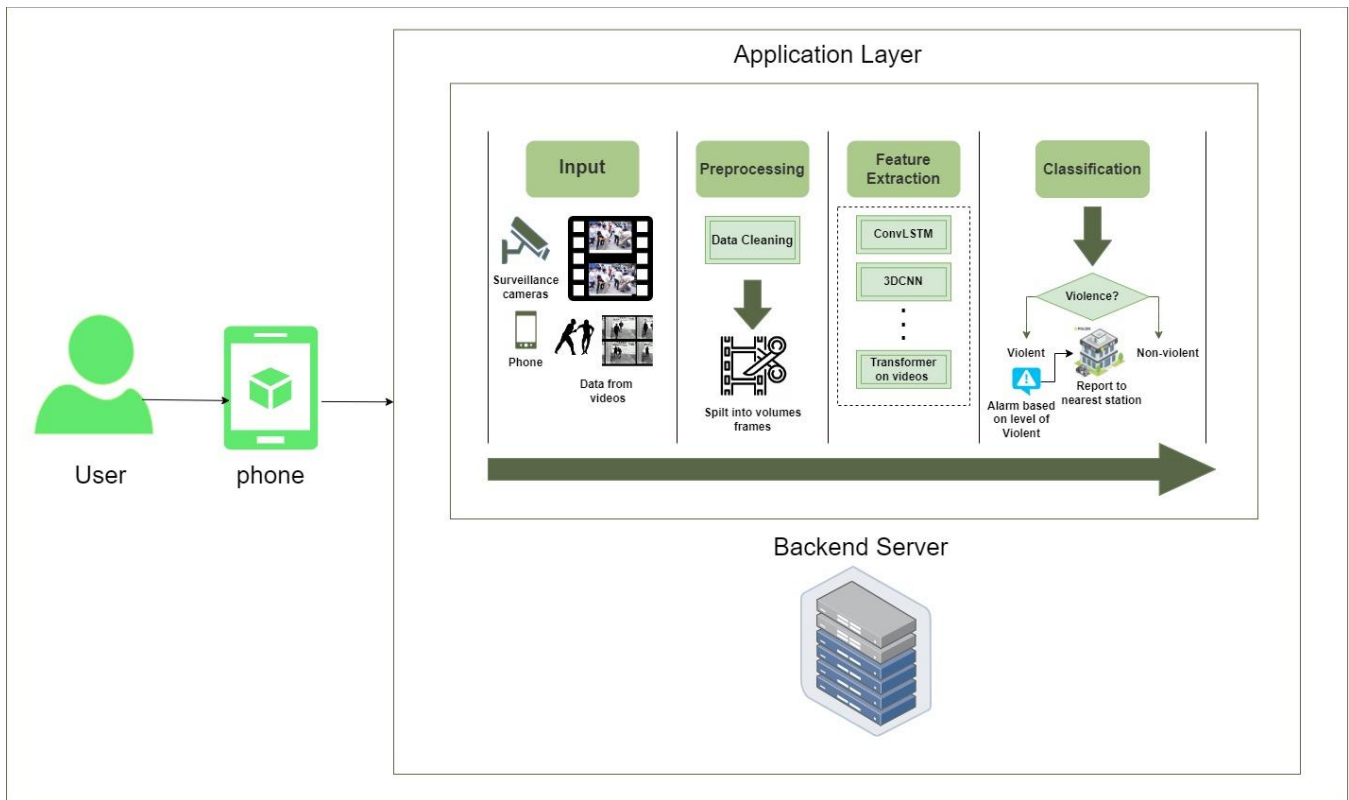 Application Layer
Input
Preprocessing
Feature
Extraction
Classification
Surveillance
cameras
Phone
Data from
videos
Data Cleaning
Spilt into volumes
frames
ConvLSTM
3DCNN
Transformer
on videos
Violence?
Violent
Non-violent
Alarm based
on level of
Violent
Report to
nearest station
User
phone
Backend Server